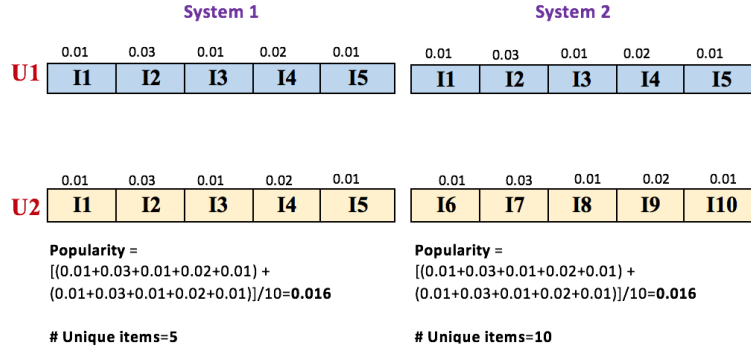 System 1
System 2
0.01 0.03 0.01 0.02 0.01
0.01 0.03 0.01 0.02 0.01
U1 I1 I2 I3 I4 I5
I1 I2 I3 I4 I5
0.01 0.03 0.01 0.02 0.01
0.01 0.03 0.01 0.02 0.01
U2 I1 I2 I3 I4 I5
I6 I7 I8 I9 I10
Popularity =
[(0.01+0.03+0.01+0.02+0.01) +
(0.01+0.03+0.01+0.02+0.01)]/10=0.016
# Unique items=5
Popularity =
[(0.01+0.03+0.01+0.02+0.01) +
(0.01+0.03+0.01+0.02+0.01)]/10=0.016
# Unique items=10